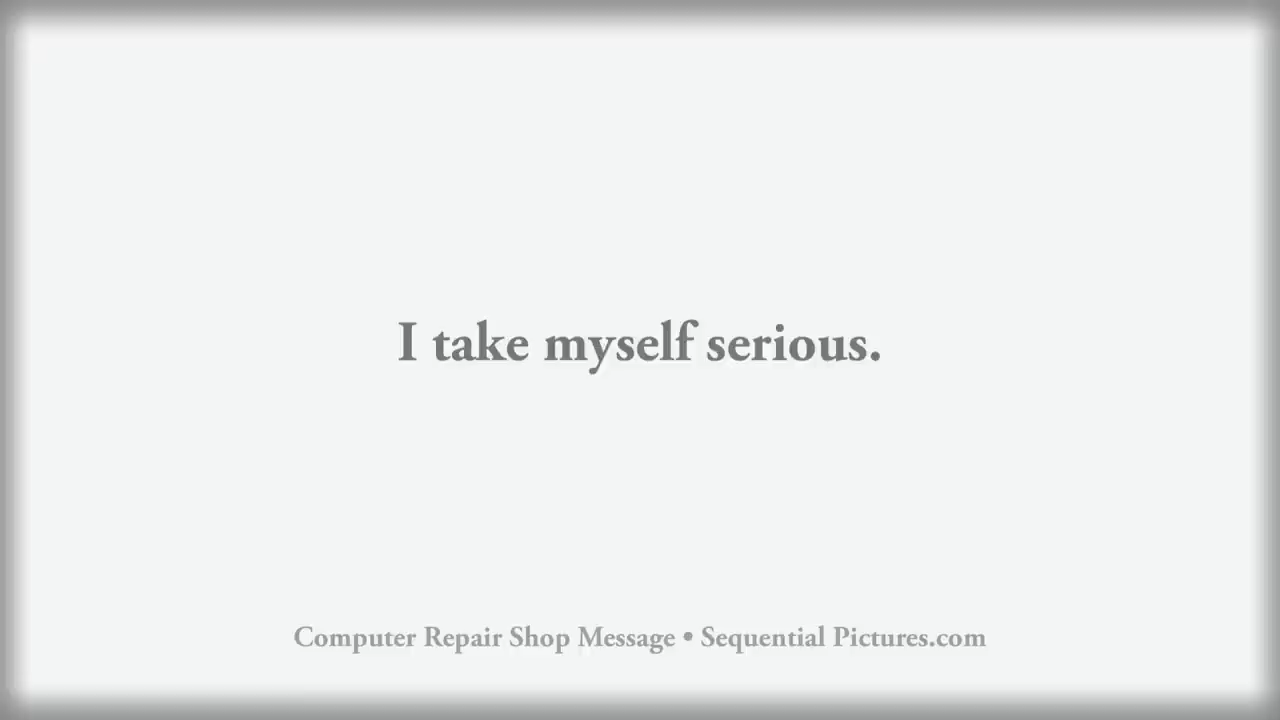 I take myself serious.
Computer Repair Shop Message • Sequential Pictures.com